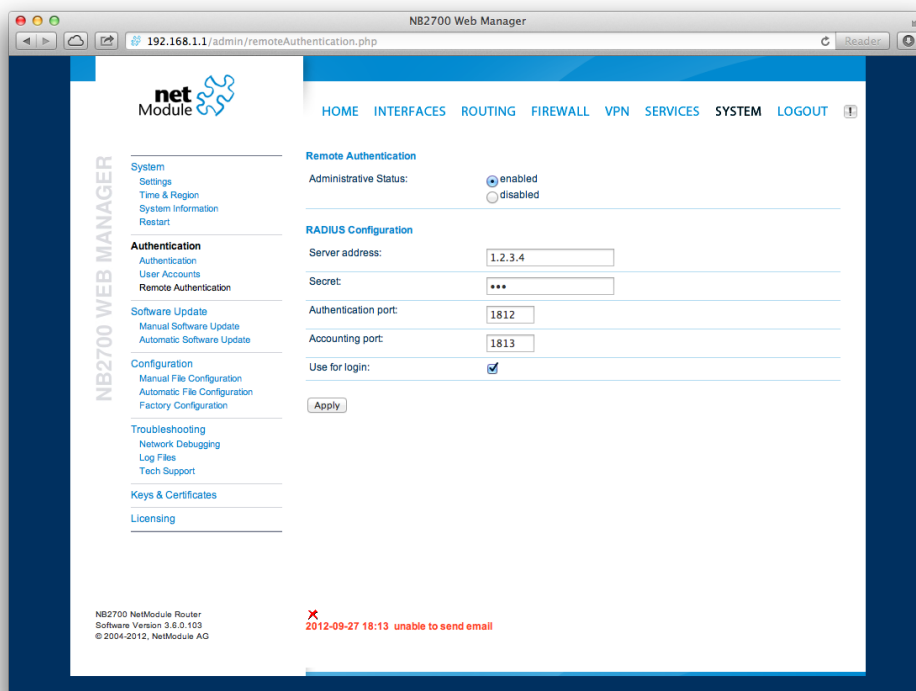 NB2700 Web Manager
192.168.1.1/admin/remoteAuthentication.php
Reader
net
Module
HOME INTERFACES ROUTING FIREWALL VPN SERVICES SYSTEM LOGOUT !
NB2700 WEB MANAGER
System
Settings
Time & Region
System Information
Restart
Authentication
Authentication
User Accounts
Remote Authentication
Software Update
Manual Software Update
Automatic Software Update
Configuration
Manual File Configuration
Automatic File Configuration
Factory Configuration
Troubleshooting
Network Debugging
Log Files
Tech Support
Keys & Certificates
Licensing
Remote Authentication
Administrative Status:
enabled
disabled
RADIUS Configuration
Server address: 1.2.3.4
Secret: •••
Authentication port: 1812
Accounting port: 1813
Use for login:
Apply
NB2700 NetModule Router
Software Version 3.6.0.103
© 2004-2012, NetModule AG
2012-09-27 18:13 unable to send email